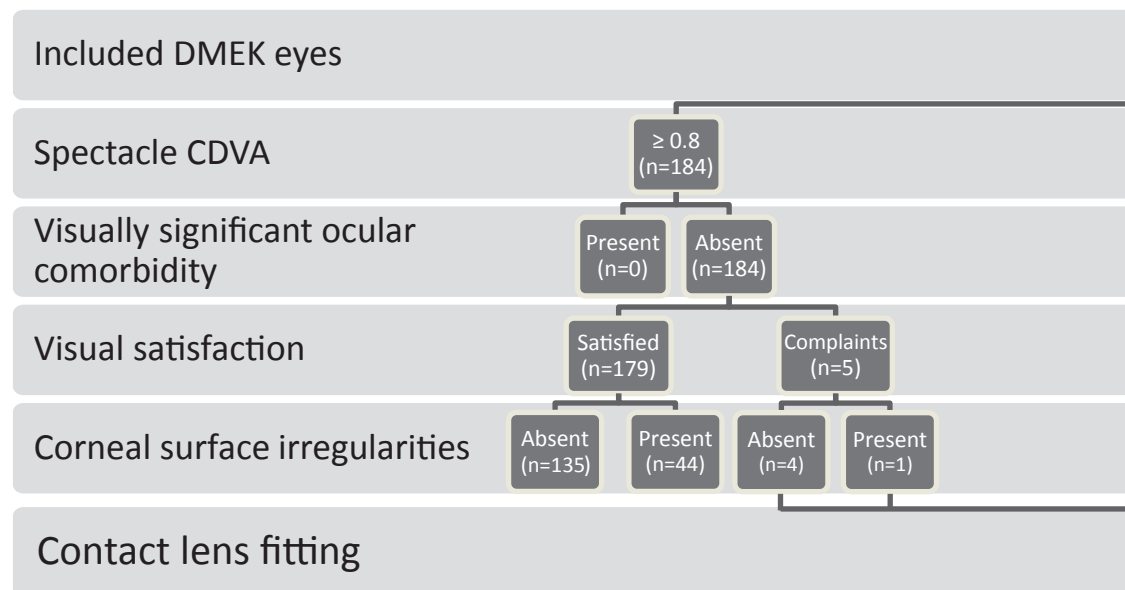 Included DMEK eyes
Spectacle CDVA
≥ 0.8
(n=184)
Visually significant ocular
comorbidity
Present
(n=0)
Absent
(n=184)
Visual satisfaction
Satisfied
(n=179)
Complaints
(n=5)
Corneal surface irregularities
Absent
(n=135)
Present
(n=44)
Absent
(n=4)
Present
(n=1)
Contact lens fitting